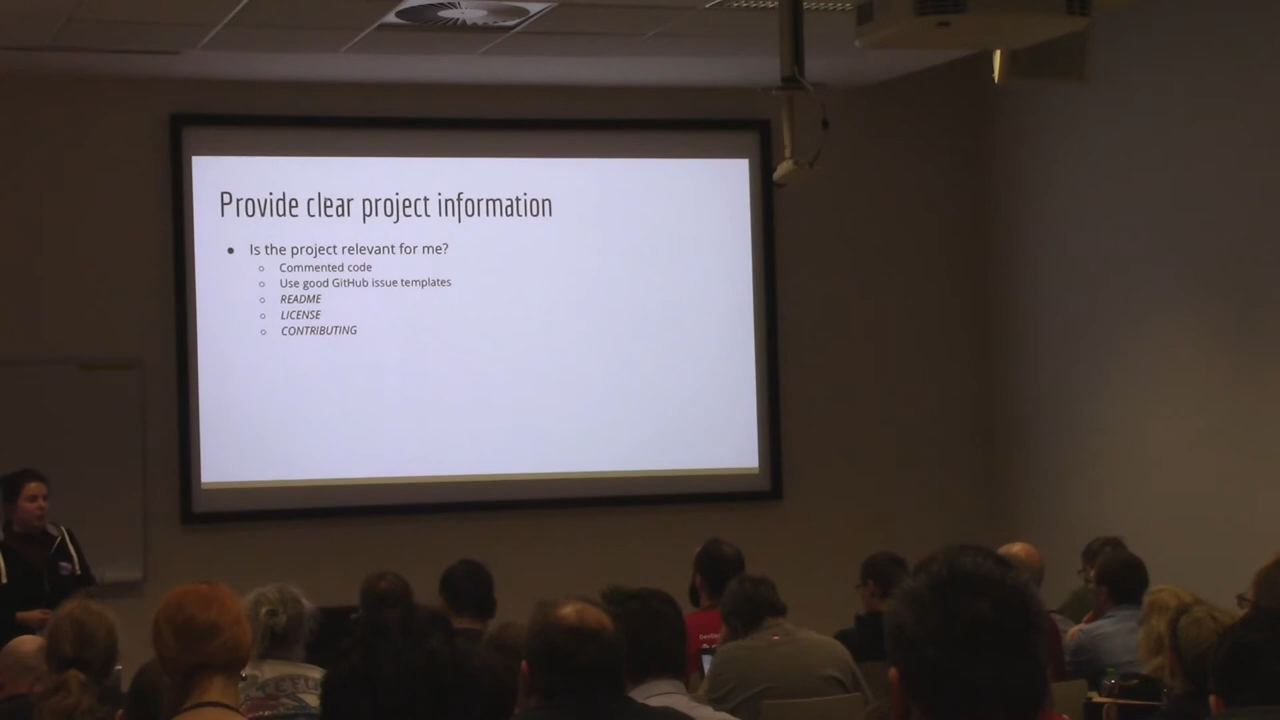 Provide clear project information
● Is the project relevant for me?
○ Commented code
○ Use good GitHub issue templates
○ README
○ LICENSE
○ CONTRIBUTING